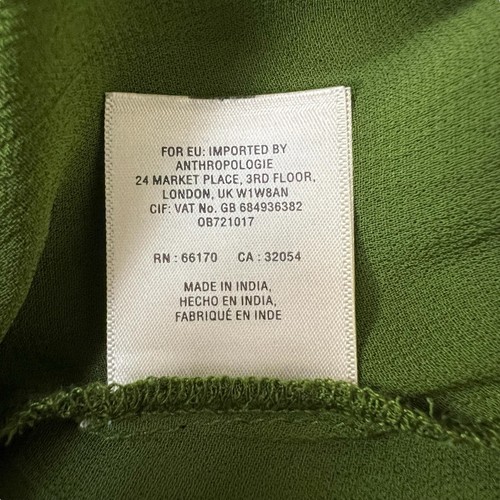 FOR EU: IMPORTED BY
ANTHROPOLOGIE
24 MARKET PLACE, 3RD FLOOR,
LONDON, UK W1W8AN
CIF: VAT No. GB 684936382
OB721017
RN : 66170 CA : 32054
MADE IN INDIA,
HECHO EN INDIA,
FABRIQUÉ EN INDE